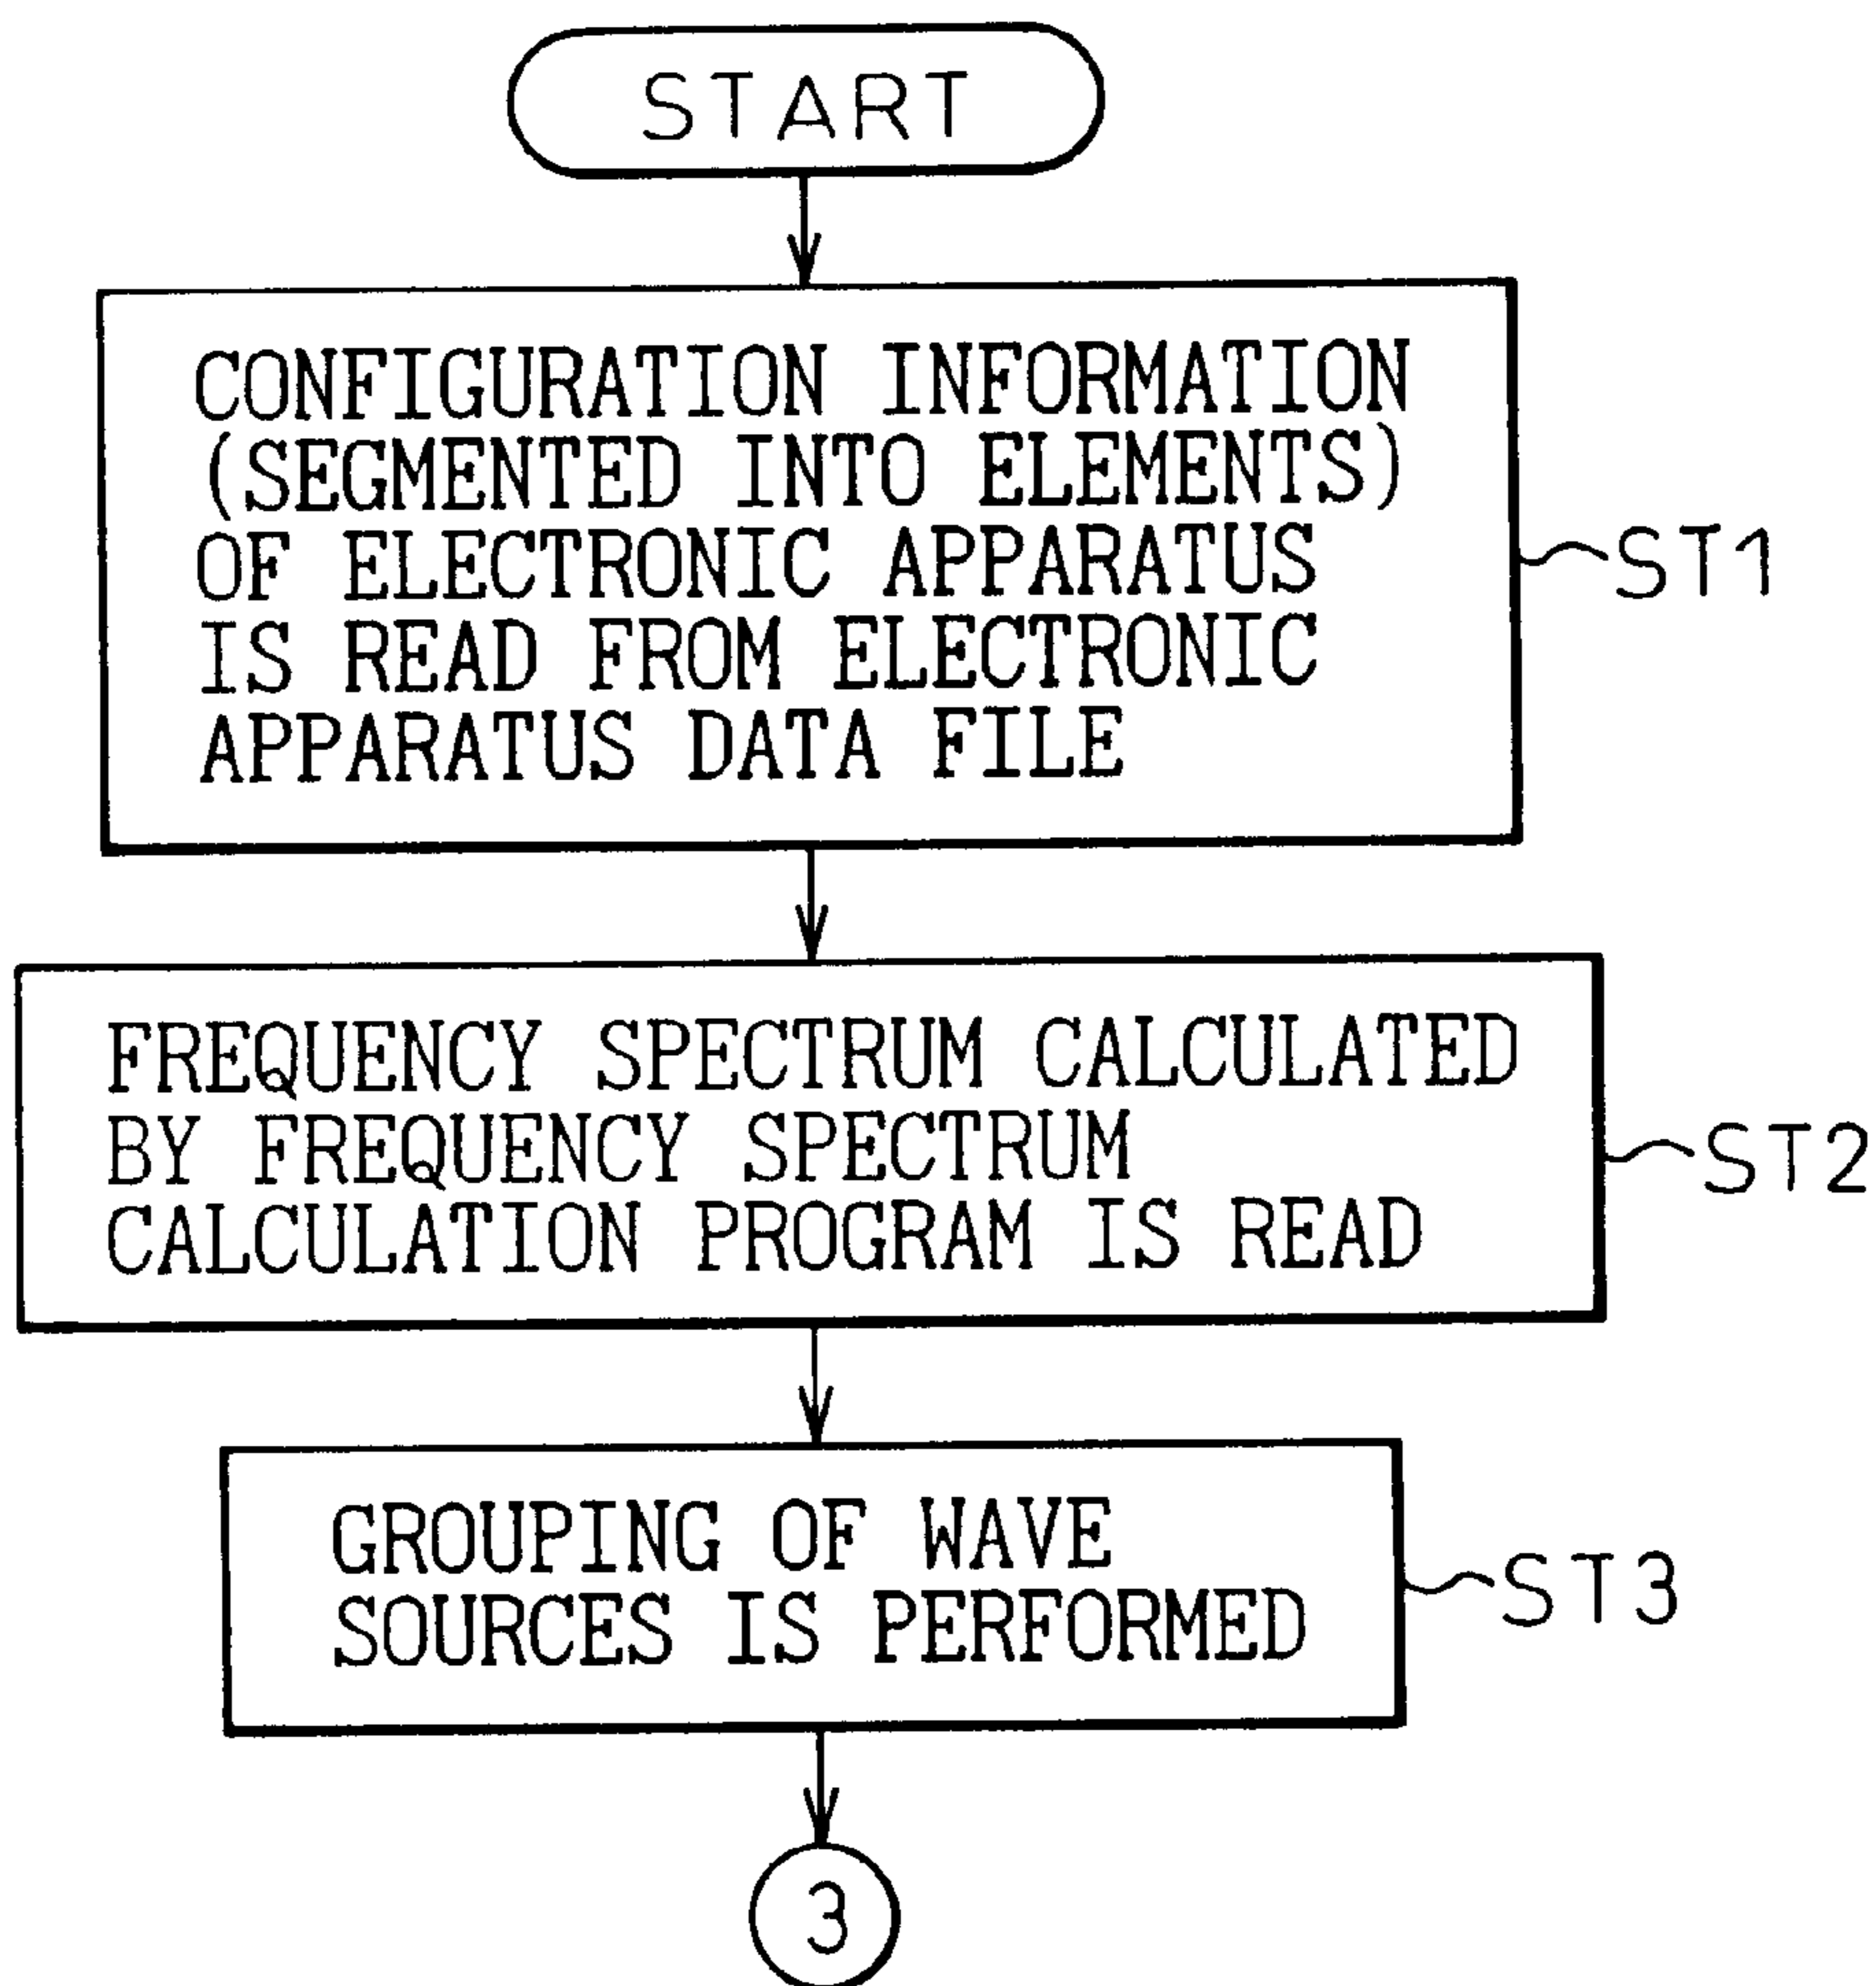 START
CONFIGURATION INFORMATION
(SEGMENTED INTO ELEMENTS)
OF ELECTRONIC APPARATUS
IS READ FROM ELECTRONIC
APPARATUS DATA FILE
ST1
FREQUENCY SPECTRUM CALCULATED
BY FREQUENCY SPECTRUM
CALCULATION PROGRAM IS READ
ST2
GROUPING OF WAVE
SOURCES IS PERFORMED
ST3
3